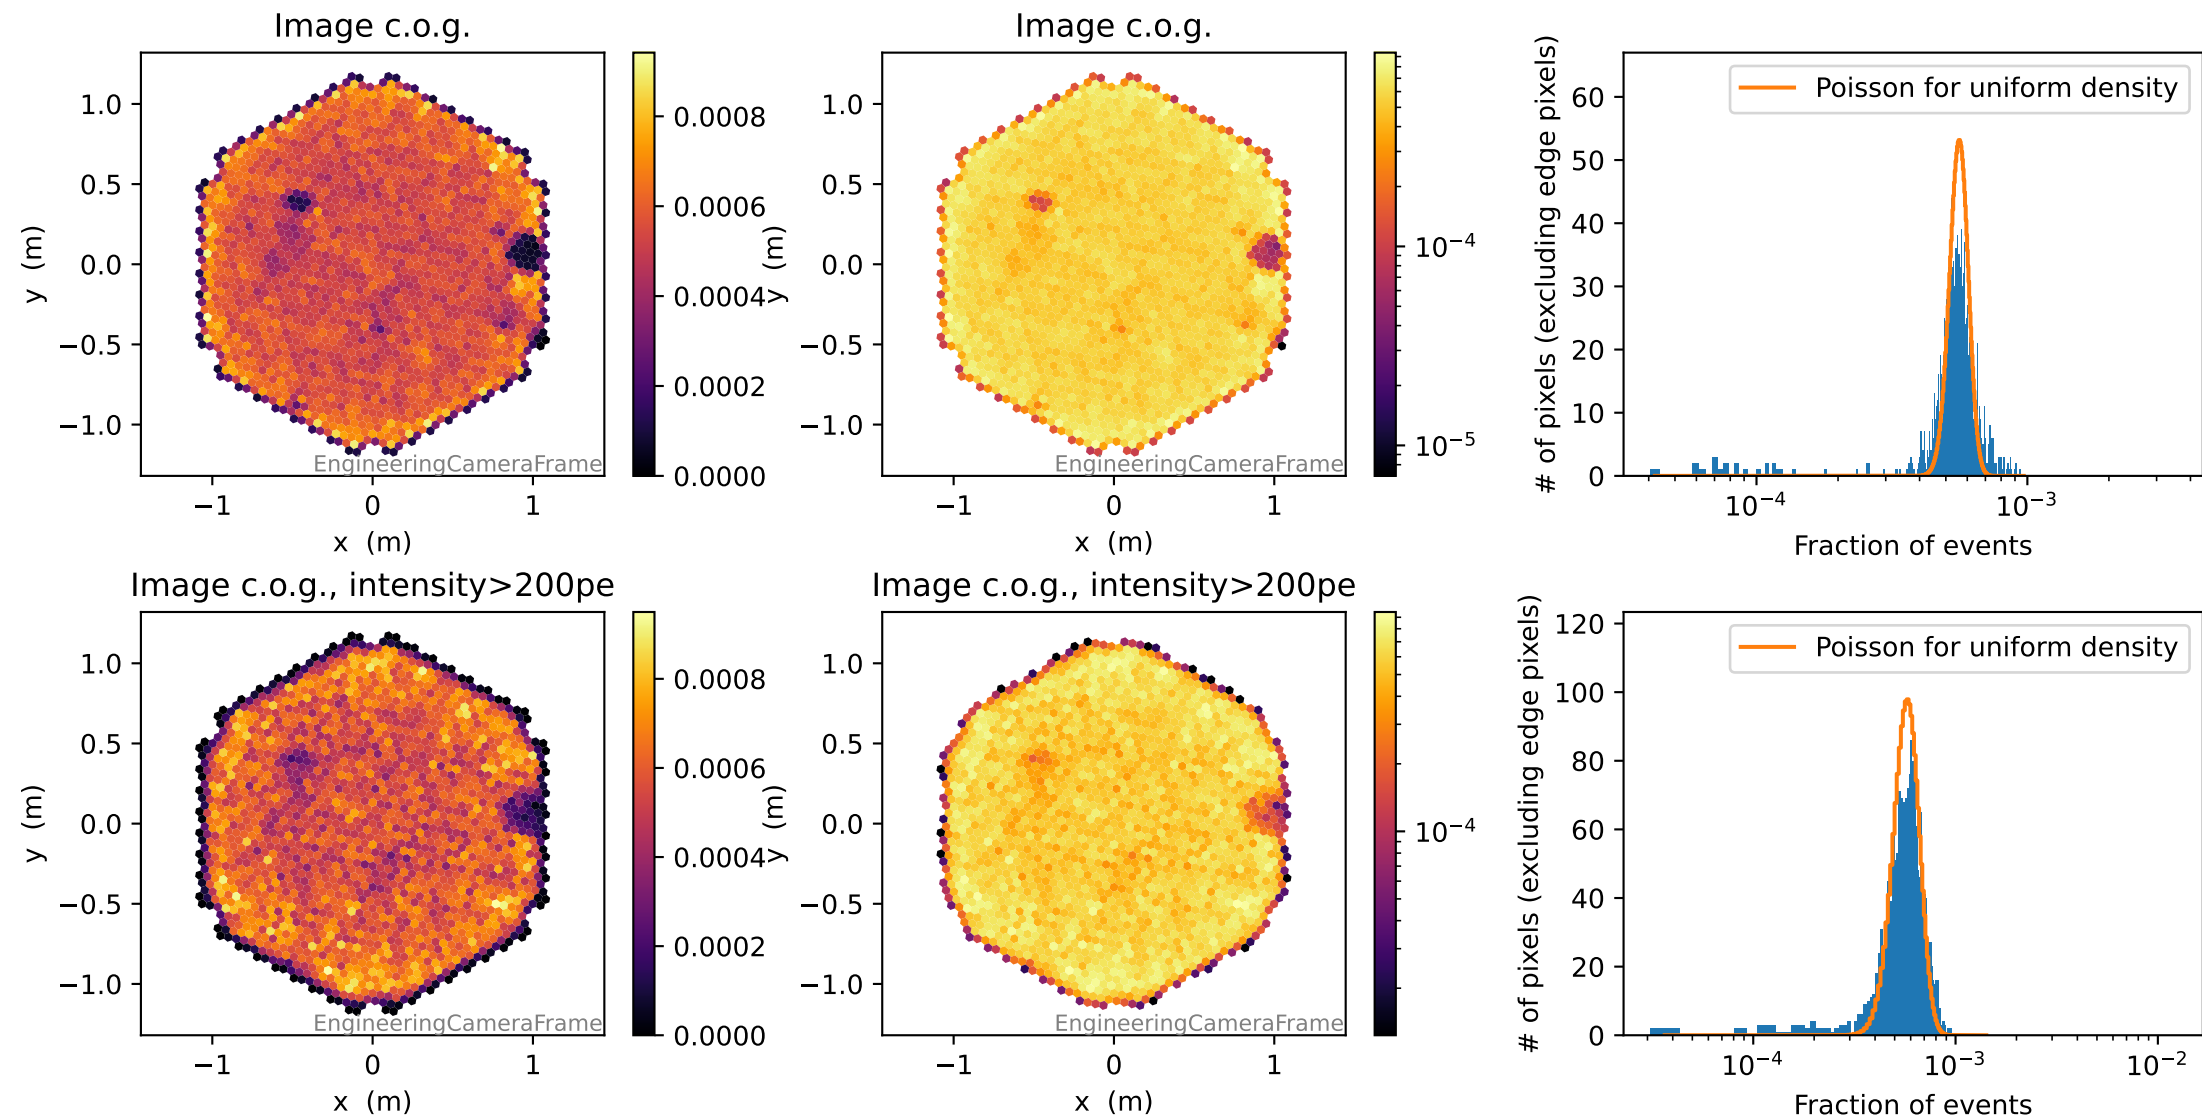 Image c.o.g.
1.0
0.5
0.0
−0.5
−1.0
y (m)
−1
0
1
x (m)
EngineeringCameraFrame
0.0008
0.0006
0.0004
0.0002
0.0000
Image c.o.g.
1.0
0.5
0.0
−0.5
−1.0
y (m)
−1
0
1
x (m)
EngineeringCameraFrame
10⁻⁴
10⁻⁵
Poisson for uniform density
60
50
40
30
20
10
0
# of pixels (excluding edge pixels)
10⁻⁴
10⁻³
Fraction of events
Image c.o.g., intensity>200pe
1.0
0.5
0.0
−0.5
−1.0
y (m)
−1
0
1
x (m)
EngineeringCameraFrame
0.0008
0.0006
0.0004
0.0002
0.0000
Image c.o.g., intensity>200pe
1.0
0.5
0.0
−0.5
−1.0
y (m)
−1
0
1
x (m)
EngineeringCameraFrame
10⁻⁴
Poisson for uniform density
120
100
80
60
40
20
0
# of pixels (excluding edge pixels)
10⁻⁴
10⁻³
10⁻²
Fraction of events